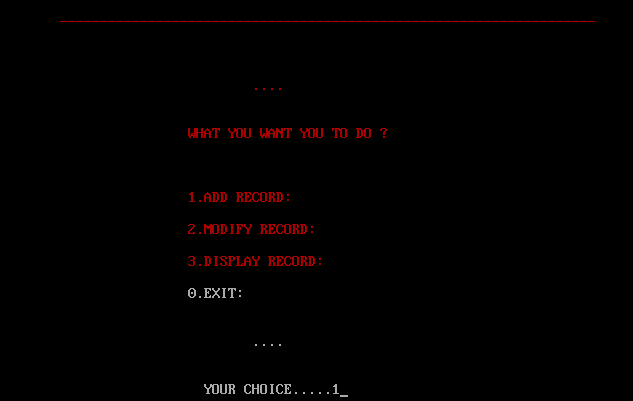 ....
WHAT YOU WANT YOU TO DO ?
1.ADD RECORD:
2.MODIFY RECORD:
3.DISPLAY RECORD:
0.EXIT:
....
YOUR CHOICE.....1_